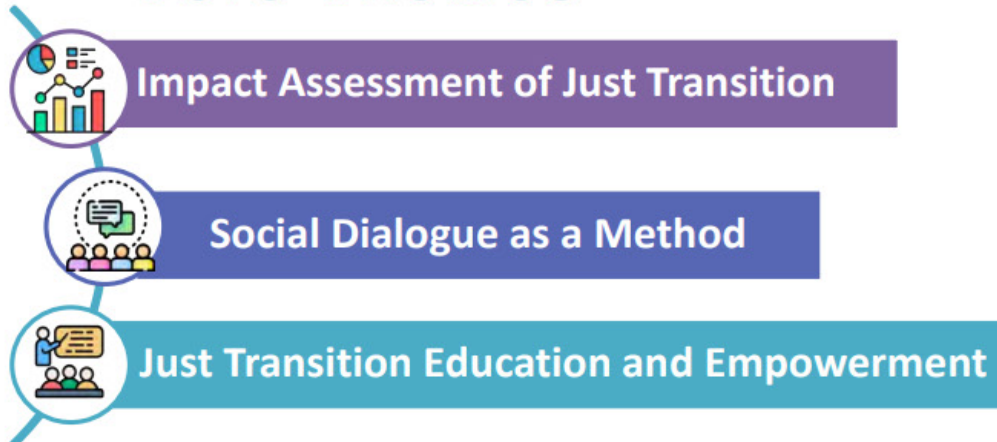 Impact Assessment of Just Transition
Social Dialogue as a Method
Just Transition Education and Empowerment